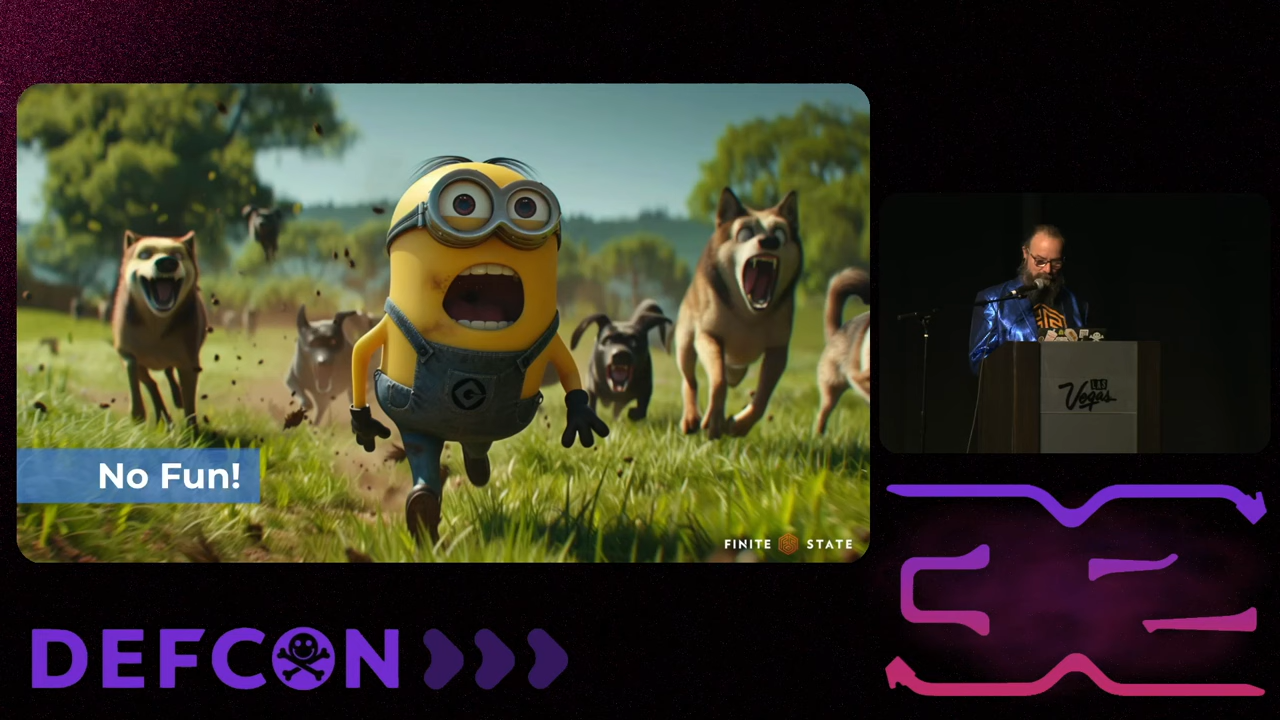 No Fun!
FINITE STATE
LAS
Vegas
DEFCON